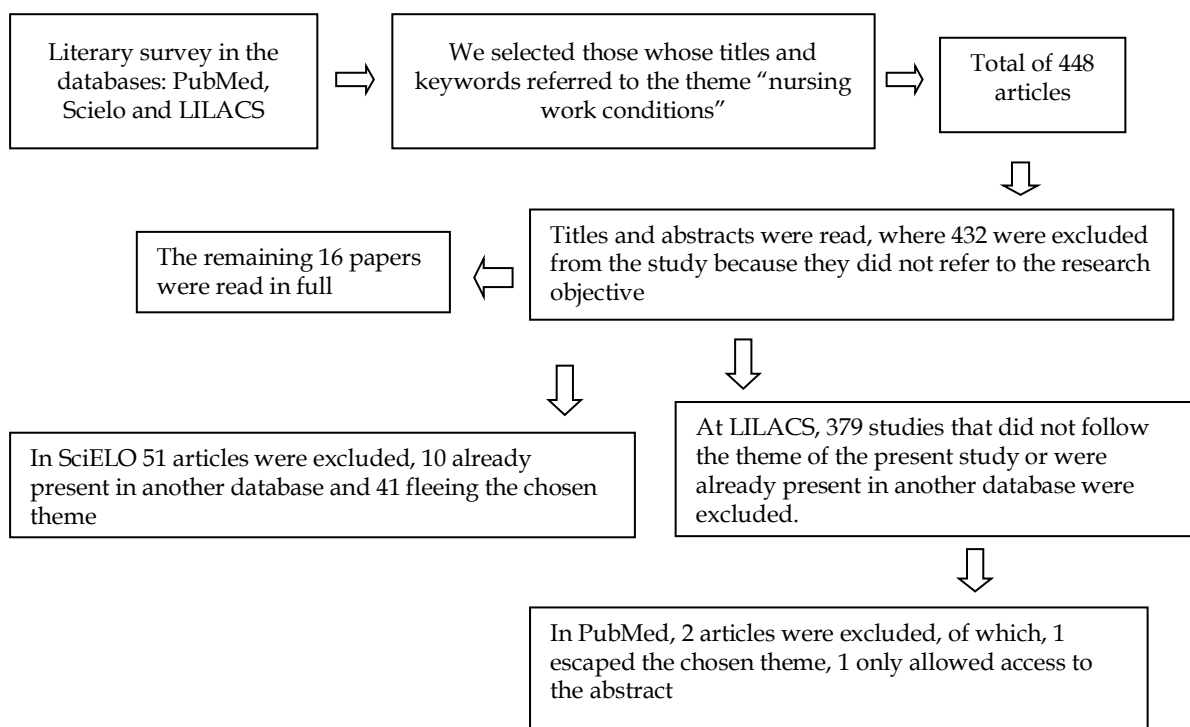 Literary survey in the
databases: PubMed,
Scielo and LILACS
We selected those whose titles and
keywords referred to the theme “nursing
work conditions”
Total of 448
articles
Titles and abstracts were read, where 432 were excluded
from the study because they did not refer to the research
objective
The remaining 16 papers
were read in full
In SciELO 51 articles were excluded, 10 already
present in another database and 41 fleeing the chosen
theme
At LILACS, 379 studies that did not follow
the theme of the present study or were
already present in another database were
excluded.
In PubMed, 2 articles were excluded, of which, 1
escaped the chosen theme, 1 only allowed access to
the abstract